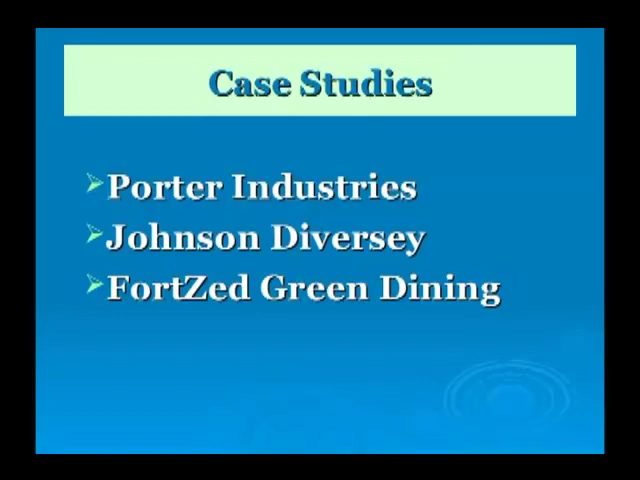 Case Studies
Porter Industries
Johnson Diversey
FortZed Green Dining